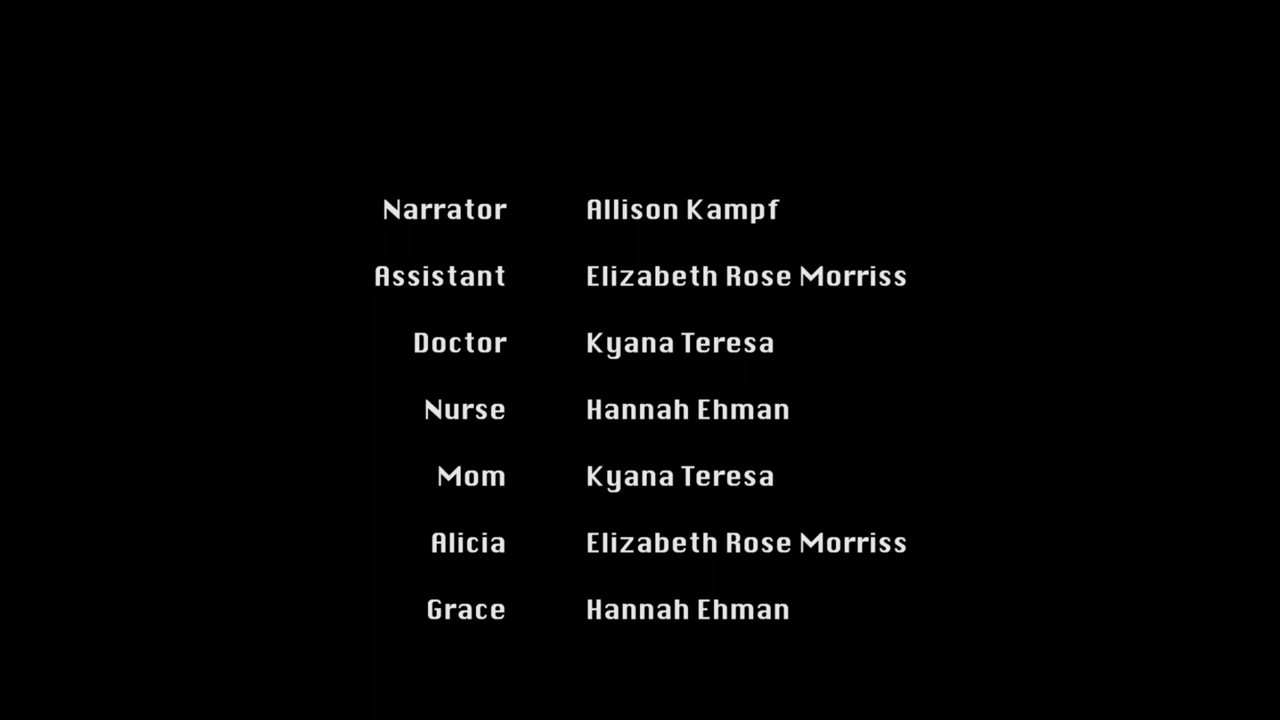 Narrator Allison Kampf
Assistant Elizabeth Rose Morriss
Doctor Kyana Teresa
Nurse Hannah Ehman
Mom Kyana Teresa
Alicia Elizabeth Rose Morriss
Grace Hannah Ehman